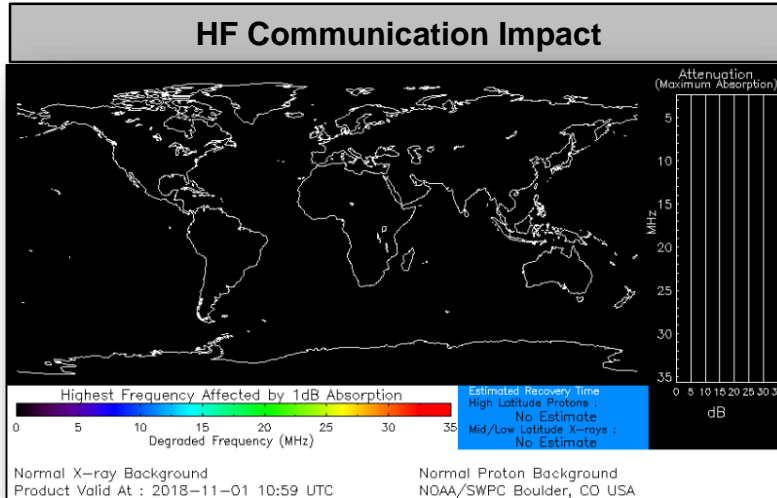 HF Communication Impact
Attenuation
(Maximum Absorption)
5
10
15
20
25
30
35
MHz
0 5 10 15 20 25 30 35
dB
Highest Frequency Affected by 1dB Absorption
0 5 10 15 20 25 30 35
Degraded Frequency (MHz)
Estimated Recovery Time
High Latitude Protons :
No Estimate
Mid/Low Latitude X-rays :
No Estimate
Normal X-ray Background
Normal Proton Background
Product Valid At : 2018-11-01 10:59 UTC
NOAA/SWPC Boulder, CO USA